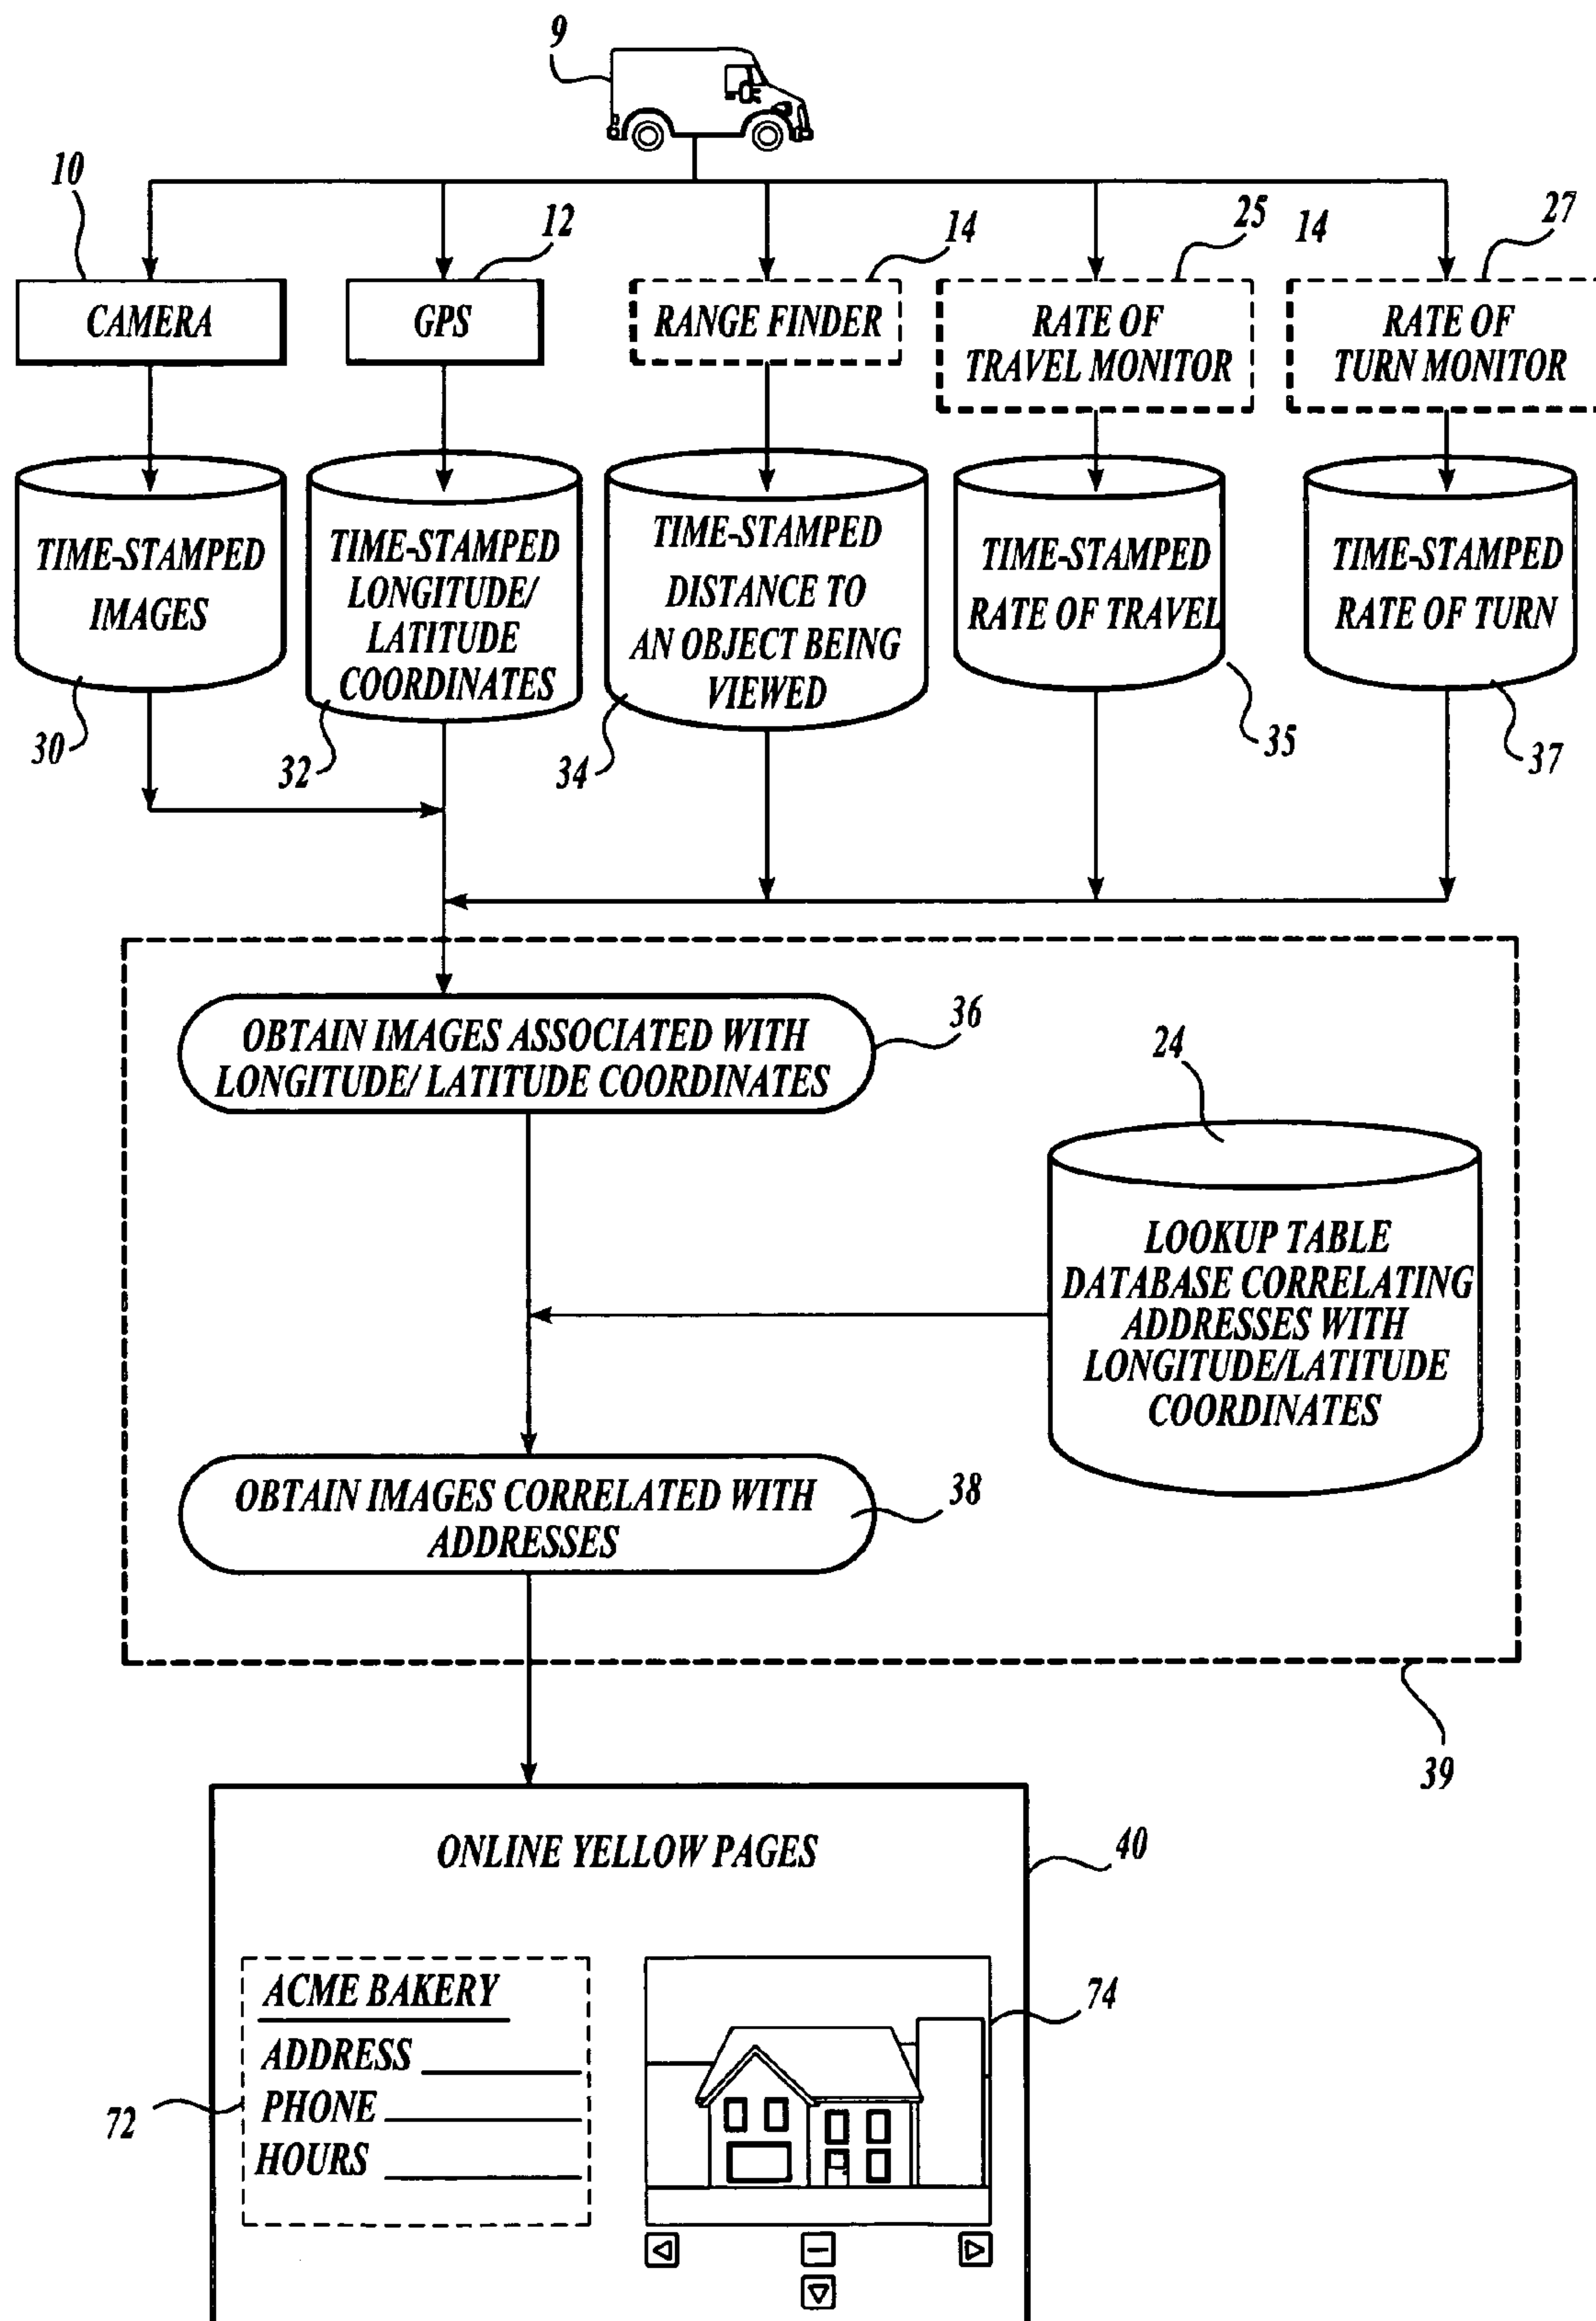 9
10
12
14
25
14
27
CAMERA
GPS
RANGE FINDER
RATE OF
TRAVEL MONITOR
RATE OF
TURN MONITOR
TIME-STAMPED
IMAGES
TIME-STAMPED
LONGITUDE/
LATITUDE
COORDINATES
TIME-STAMPED
DISTANCE TO
AN OBJECT BEING
VIEWED
TIME-STAMPED
RATE OF TRAVEL
TIME-STAMPED
RATE OF TURN
30
32
34
35
37
OBTAIN IMAGES ASSOCIATED WITH
LONGITUDE/ LATITUDE COORDINATES
36
24
LOOKUP TABLE
DATABASE CORRELATING
ADDRESSES WITH
LONGITUDE/LATITUDE
COORDINATES
OBTAIN IMAGES CORRELATED WITH
ADDRESSES
38
39
ONLINE YELLOW PAGES
40
ACME BAKERY
ADDRESS
PHONE
HOURS
72
74